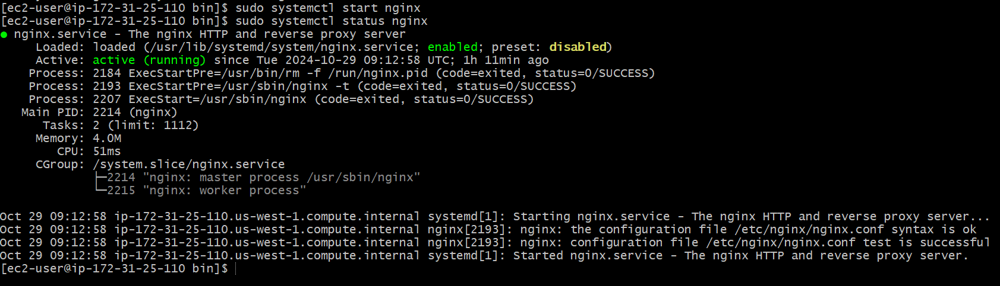 [ec2-user@ip-172-31-25-110 bin]$ sudo systemctl start nginx
[ec2-user@ip-172-31-25-110 bin]$ sudo systemctl status nginx
● nginx.service - The nginx HTTP and reverse proxy server
     Loaded: loaded (/usr/lib/systemd/system/nginx.service; enabled; preset: disabled)
     Active: active (running) since Tue 2024-10-29 09:12:58 UTC; 1h 11min ago
    Process: 2184 ExecStartPre=/usr/bin/rm -f /run/nginx.pid (code=exited, status=0/SUCCESS)
    Process: 2193 ExecStartPre=/usr/sbin/nginx -t (code=exited, status=0/SUCCESS)
    Process: 2207 ExecStart=/usr/sbin/nginx (code=exited, status=0/SUCCESS)
   Main PID: 2214 (nginx)
      Tasks: 2 (limit: 1112)
     Memory: 4.0M
        CPU: 51ms
     CGroup: /system.slice/nginx.service
             ├─2214 "nginx: master process /usr/sbin/nginx"
             └─2215 "nginx: worker process"

Oct 29 09:12:58 ip-172-31-25-110.us-west-1.compute.internal systemd[1]: Starting nginx.service - The nginx HTTP and reverse proxy server...
Oct 29 09:12:58 ip-172-31-25-110.us-west-1.compute.internal nginx[2193]: nginx: the configuration file /etc/nginx/nginx.conf syntax is ok
Oct 29 09:12:58 ip-172-31-25-110.us-west-1.compute.internal nginx[2193]: nginx: configuration file /etc/nginx/nginx.conf test is successful
Oct 29 09:12:58 ip-172-31-25-110.us-west-1.compute.internal systemd[1]: Started nginx.service - The nginx HTTP and reverse proxy server.
[ec2-user@ip-172-31-25-110 bin]$